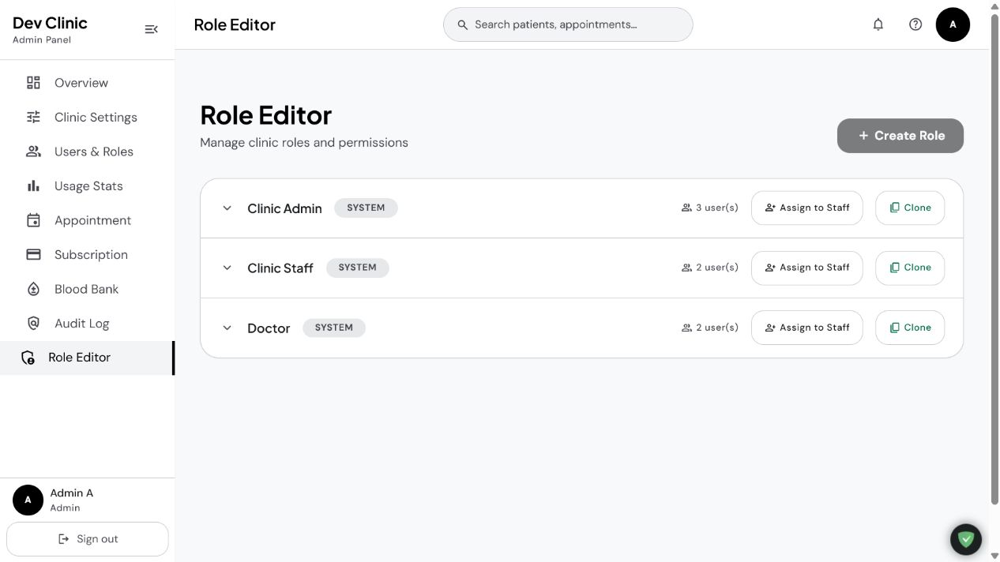 Dev Clinic
Admin Panel
Overview
Clinic Settings
Users & Roles
Usage Stats
Appointment
Subscription
Blood Bank
Audit Log
Role Editor
A
Admin A
Admin
Sign out
Role Editor
Search patients, appointments...
A
Role Editor
Manage clinic roles and permissions
+ Create Role
Clinic Admin SYSTEM 3 user(s) Assign to Staff Clone
Clinic Staff SYSTEM 2 user(s) Assign to Staff Clone
Doctor SYSTEM 2 user(s) Assign to Staff Clone